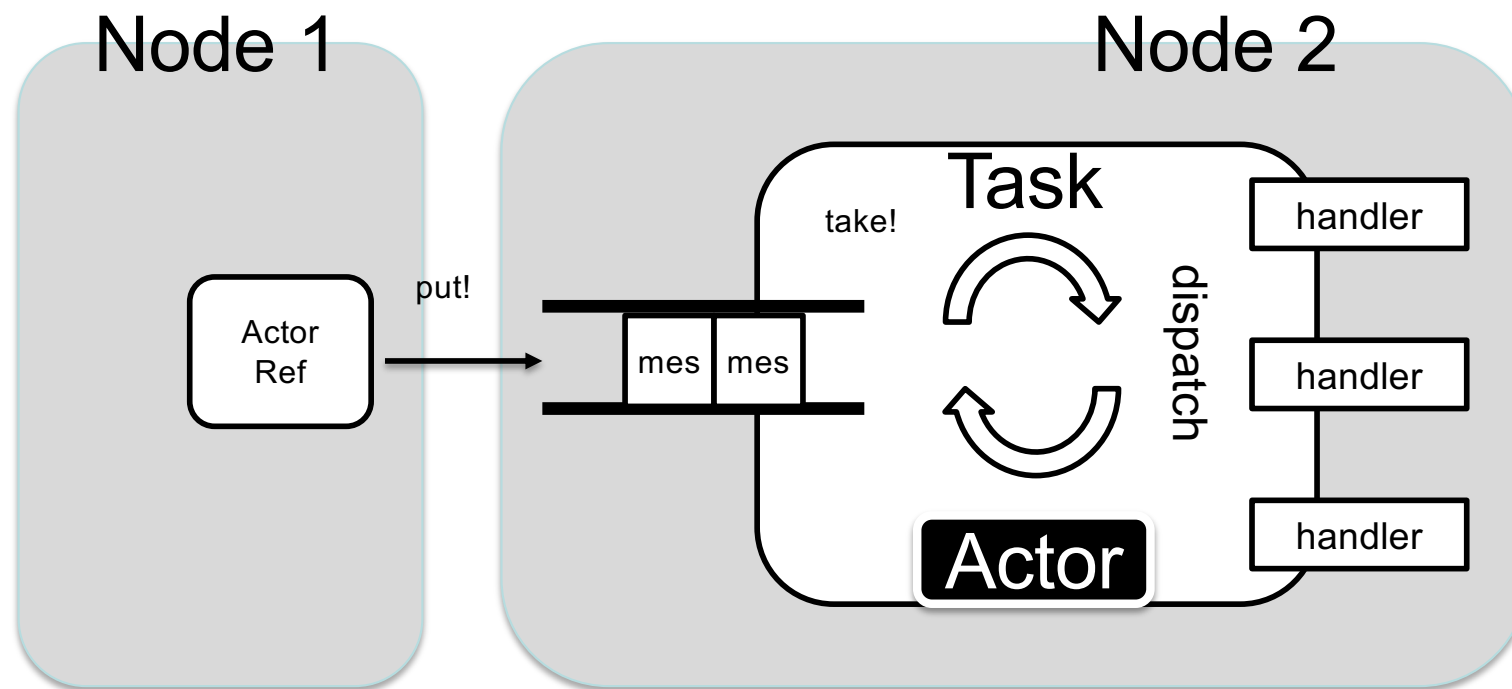 Node 1
Node 2
Task
take!
handler
put!
dispatch
Actor
Ref
mes
mes
handler
handler
Actor